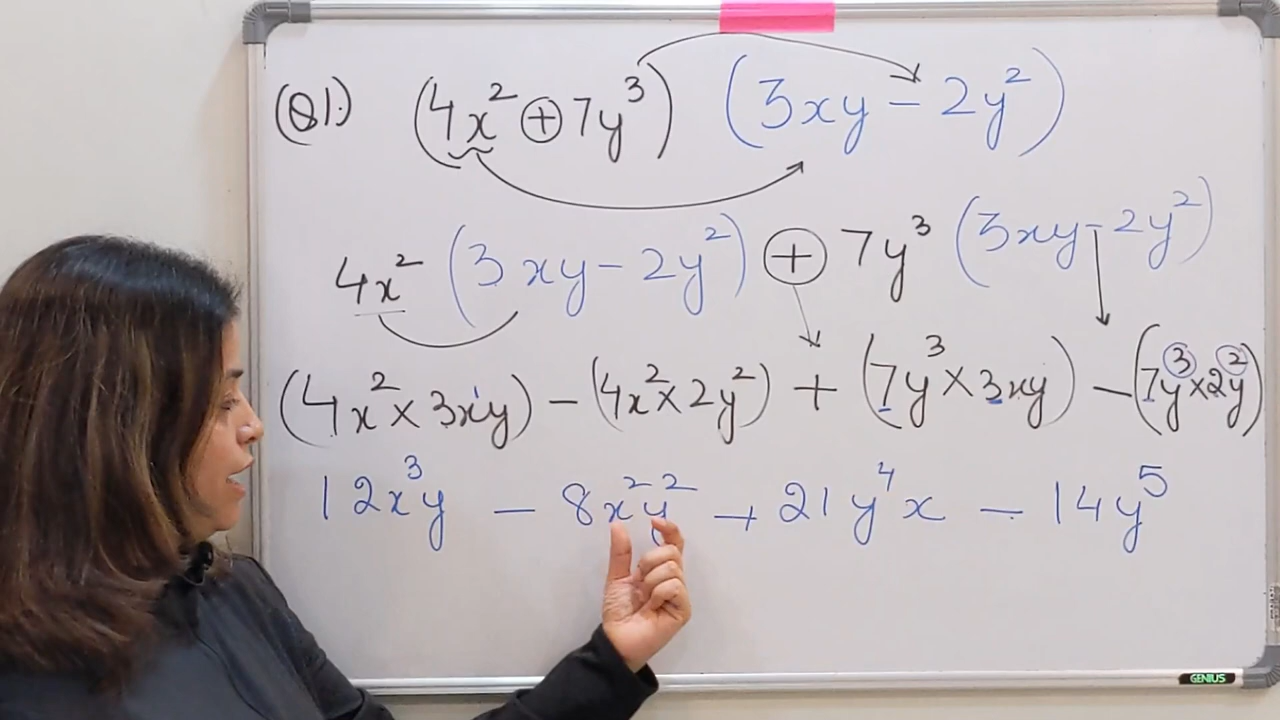 (Q1.) (4x² + 7y³) (3xy − 2y²)
4x² (3xy − 2y²) + 7y³ (3xy − 2y²)
(4x² × 3x¹y) − (4x² × 2y²) + (7y³ × 3xy) − (7y³ × 2y²)
12x³y − 8x²y² + 21y⁴x − 14y⁵
GENIUS